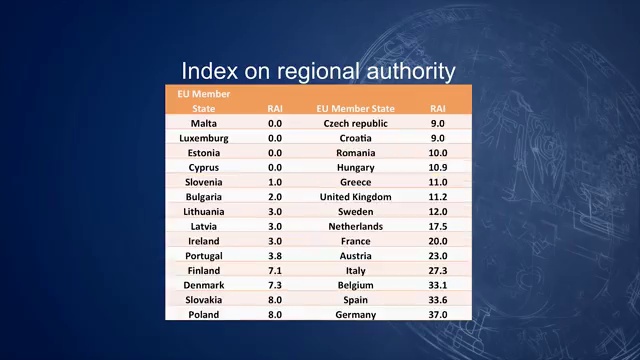 Index on regional authority
EU Member
State RAI EU Member State RAI
Malta 0.0 Czech republic 9.0
Luxemburg 0.0 Croatia 9.0
Estonia 0.0 Romania 10.0
Cyprus 0.0 Hungary 10.9
Slovenia 1.0 Greece 11.0
Bulgaria 2.0 United Kingdom 11.2
Lithuania 3.0 Sweden 12.0
Latvia 3.0 Netherlands 17.5
Ireland 3.0 France 20.0
Portugal 3.8 Austria 23.0
Finland 7.1 Italy 27.3
Denmark 7.3 Belgium 33.1
Slovakia 8.0 Spain 33.6
Poland 8.0 Germany 37.0